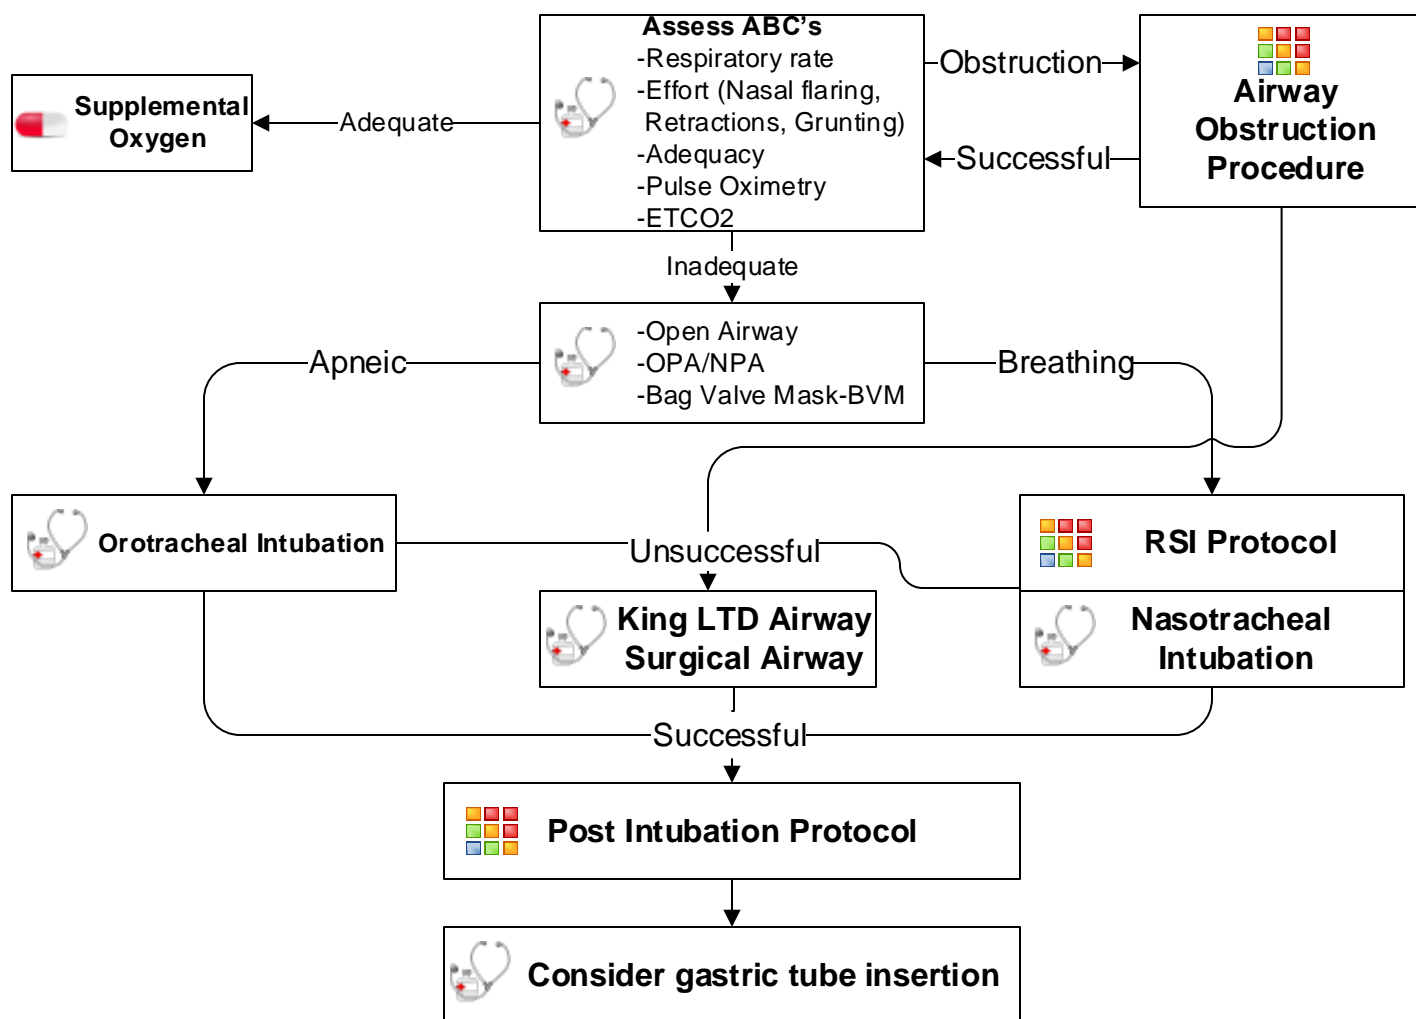 Assess ABC's
-Respiratory rate
-Effort (Nasal flaring,
Retractions, Grunting)
-Adequacy
-Pulse Oximetry
-ETCO2
Obstruction
Successful
Airway
Obstruction
Procedure
Adequate
Supplemental
Oxygen
Inadequate
-Open Airway
-OPA/NPA
-Bag Valve Mask-BVM
Apneic
Breathing
Orotracheal Intubation
Unsuccessful
RSI Protocol
Nasotracheal
Intubation
King LTD Airway
Surgical Airway
Successful
Post Intubation Protocol
Consider gastric tube insertion